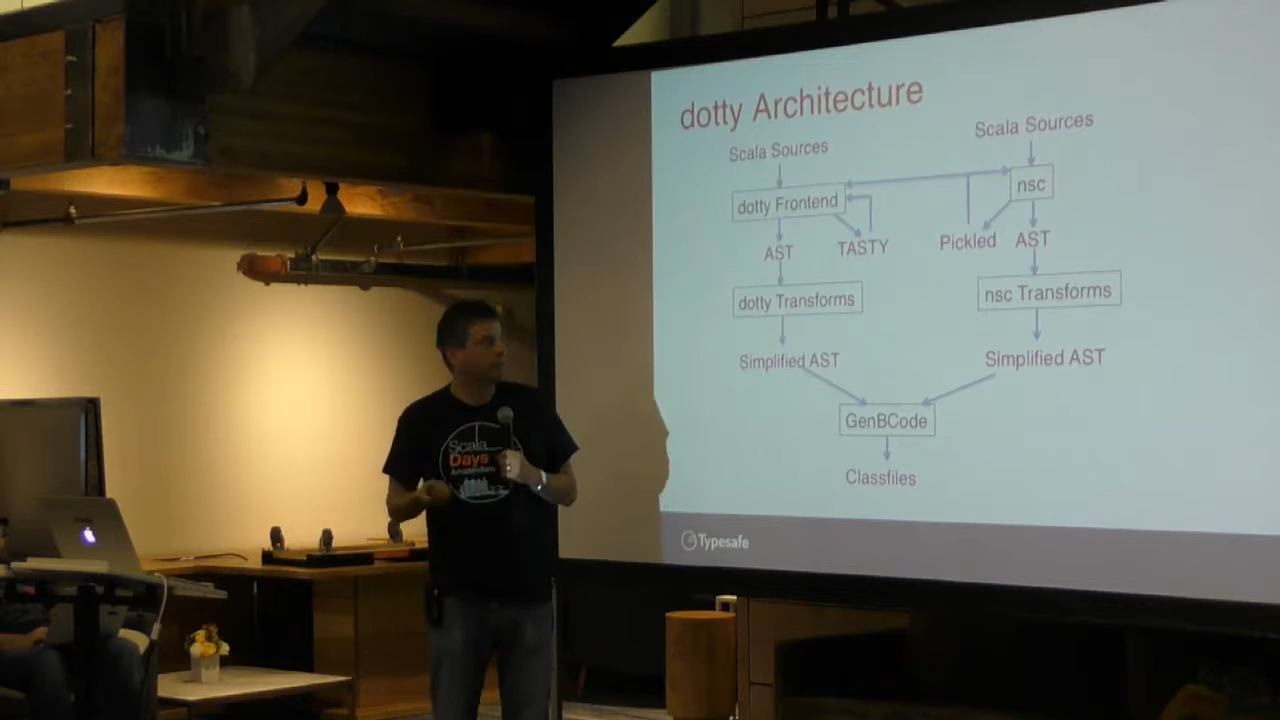 dotty Architecture
Scala Sources
Scala Sources
dotty Frontend
nsc
AST
TASTY
Pickled
AST
dotty Transforms
nsc Transforms
Simplified AST
Simplified AST
GenBCode
Classfiles
Typesafe
Scala
Days
Amsterdam